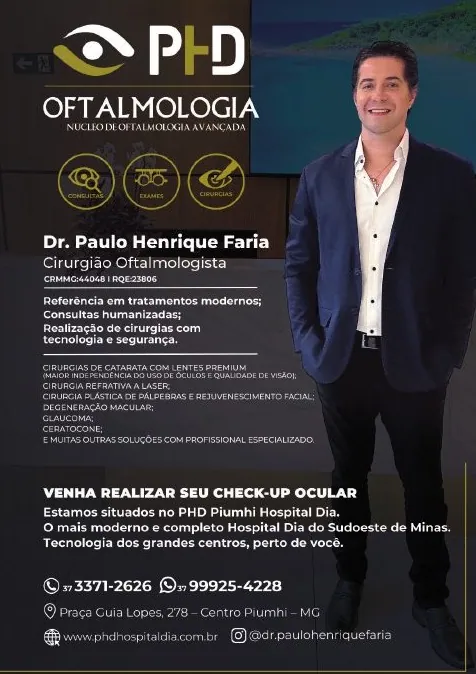 PHD
OFTALMOLOGIA
NUCLEO DE OFTALMOLOGIA AVANÇADA
CONSULTAS EXAMES CIRURGIAS
Dr. Paulo Henrique Faria
Cirurgião Oftalmologista
CRMMG:44048 I RQE:23806
Referência em tratamentos modernos;
Consultas humanizadas;
Realização de cirurgias com
tecnologia e segurança.
CIRURGIAS DE CATARATA COM LENTES PREMIUM
(MAIOR INDEPENDÊNCIA DO USO DE ÓCULOS E QUALIDADE DE VISÃO);
CIRURGIA REFRATIVA A LASER;
CIRURGIA PLÁSTICA DE PÁLPEBRAS E REJUVENESCIMENTO FACIAL;
DEGENERAÇÃO MACULAR;
GLAUCOMA;
CERATOCONE;
E MUITAS OUTRAS SOLUÇÕES COM PROFISSIONAL ESPECIALIZADO.
VENHA REALIZAR SEU CHECK-UP OCULAR
Estamos situados no PHD Piumhi Hospital Dia.
O mais moderno e completo Hospital Dia do Sudoeste de Minas.
Tecnologia dos grandes centros, perto de você.
37 3371-2626 37 99925-4228
Praça Guia Lopes, 278 – Centro Piumhi – MG
www.phdhospitaldia.com.br @dr.paulohenriquefaria